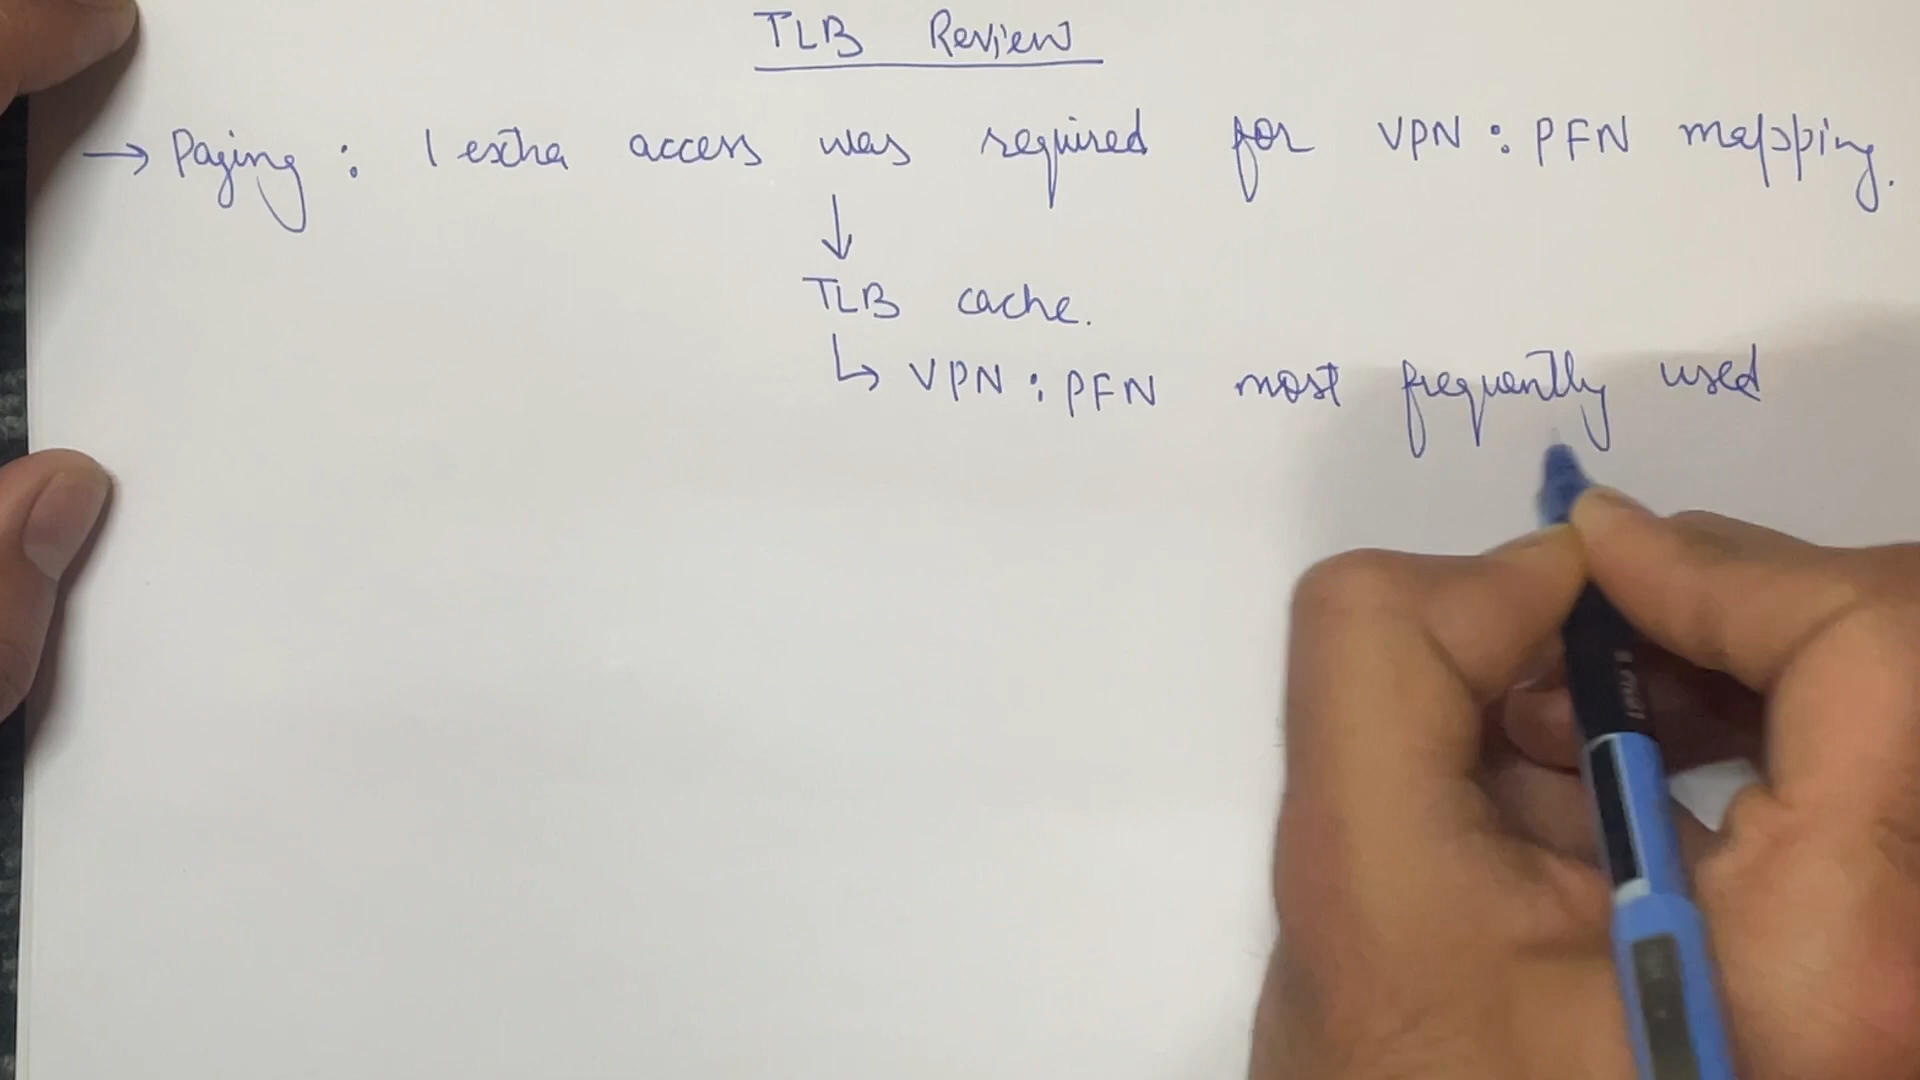 TLB Review
→ Paging : 1 extra access was required for VPN : PFN mapping.
↓
TLB cache.
↳ VPN : PFN most frequently used